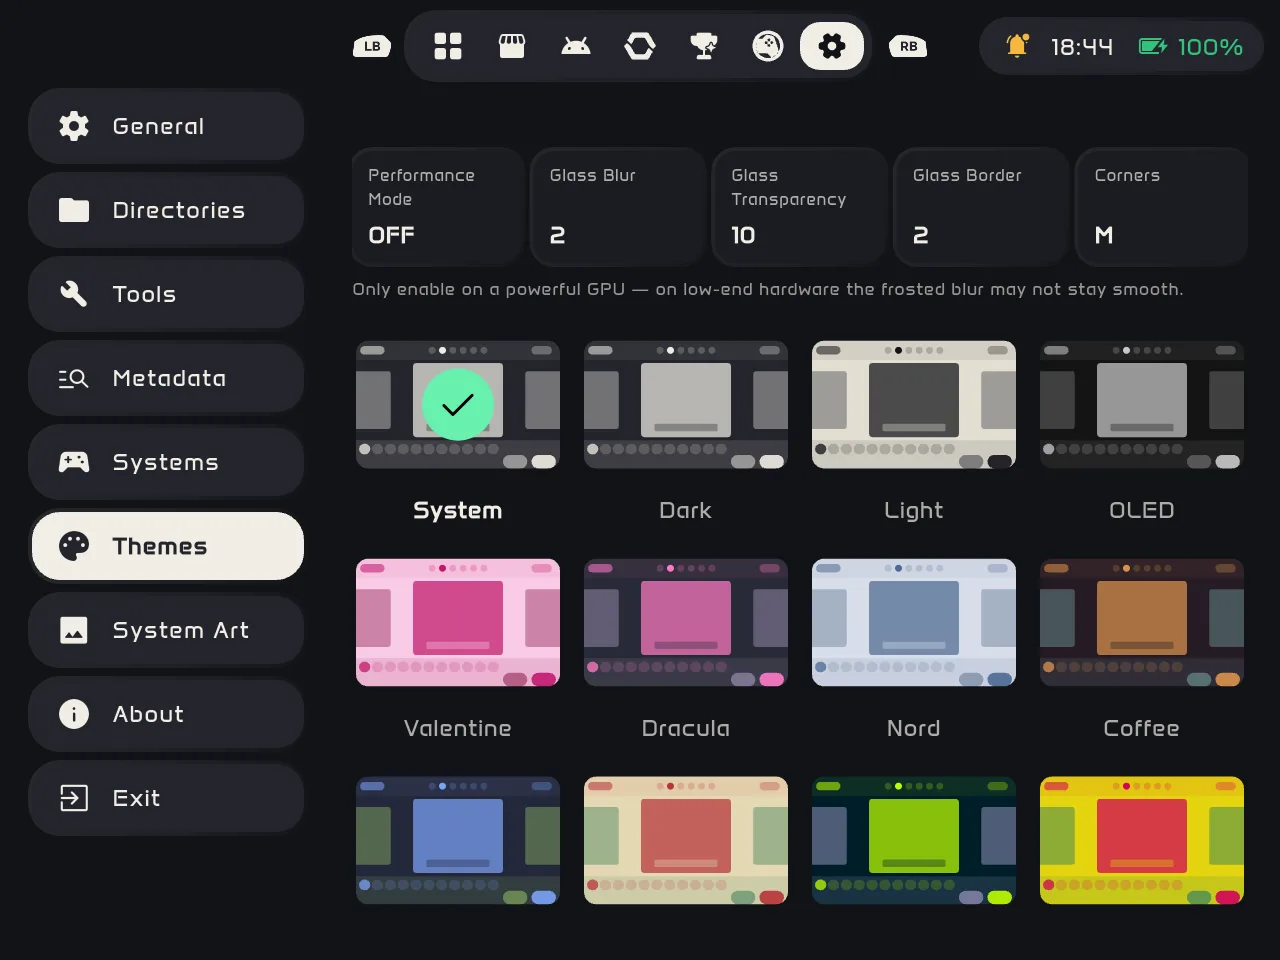 LB
RB
18:44
100%
General
Directories
Tools
Metadata
Systems
Themes
System Art
About
Exit
Performance
Mode
OFF
Glass Blur
2
Glass
Transparency
10
Glass Border
2
Corners
M
Only enable on a powerful GPU — on low-end hardware the frosted blur may not stay smooth.
System
Dark
Light
OLED
Valentine
Dracula
Nord
Coffee